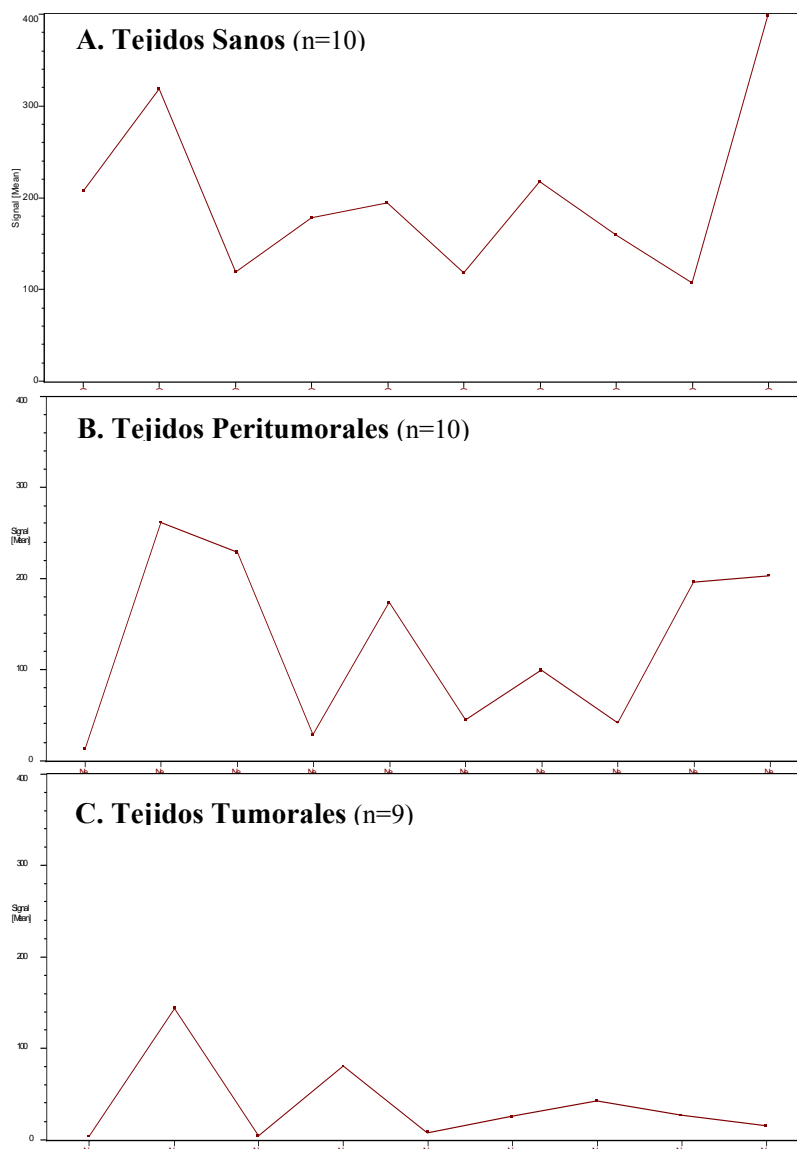 400
A. Tejidos Sanos (n=10)
300
Signal [Mean]
200
100
0
400
B. Tejidos Peritumorales (n=10)
300
Signal
[Mean]
200
100
0
400
C. Tejidos Tumorales (n=9)
300
Signal
[Mean]
200
100
0